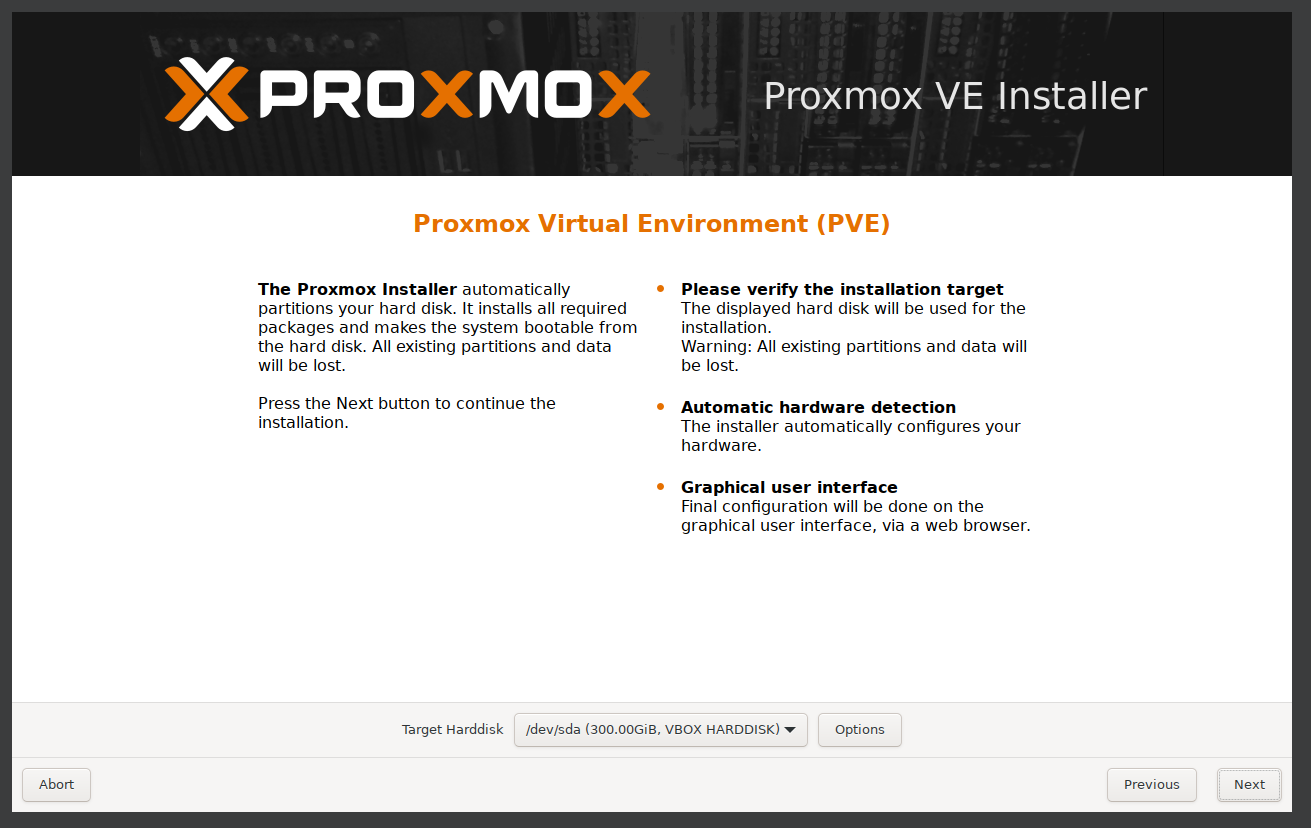 PROXMOX
Proxmox VE Installer
Proxmox Virtual Environment (PVE)
The Proxmox Installer automatically
partitions your hard disk. It installs all required
packages and makes the system bootable from
the hard disk. All existing partitions and data
will be lost.
Press the Next button to continue the
installation.
Please verify the installation target
The displayed hard disk will be used for the
installation.
Warning: All existing partitions and data will
be lost.
Automatic hardware detection
The installer automatically configures your
hardware.
Graphical user interface
Final configuration will be done on the
graphical user interface, via a web browser.
Target Harddisk /dev/sda (300.00GiB, VBOX HARDDISK) Options
Abort Previous Next